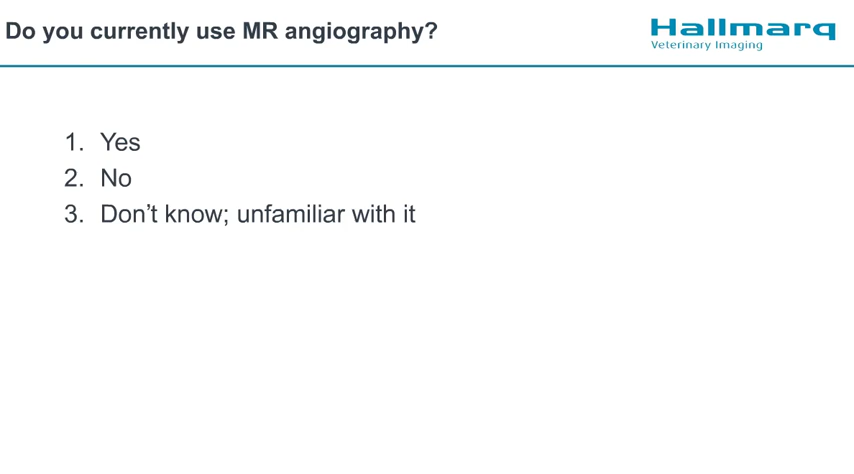 Do you currently use MR angiography?
Hallmarq
Veterinary Imaging
1. Yes
2. No
3. Don’t know; unfamiliar with it